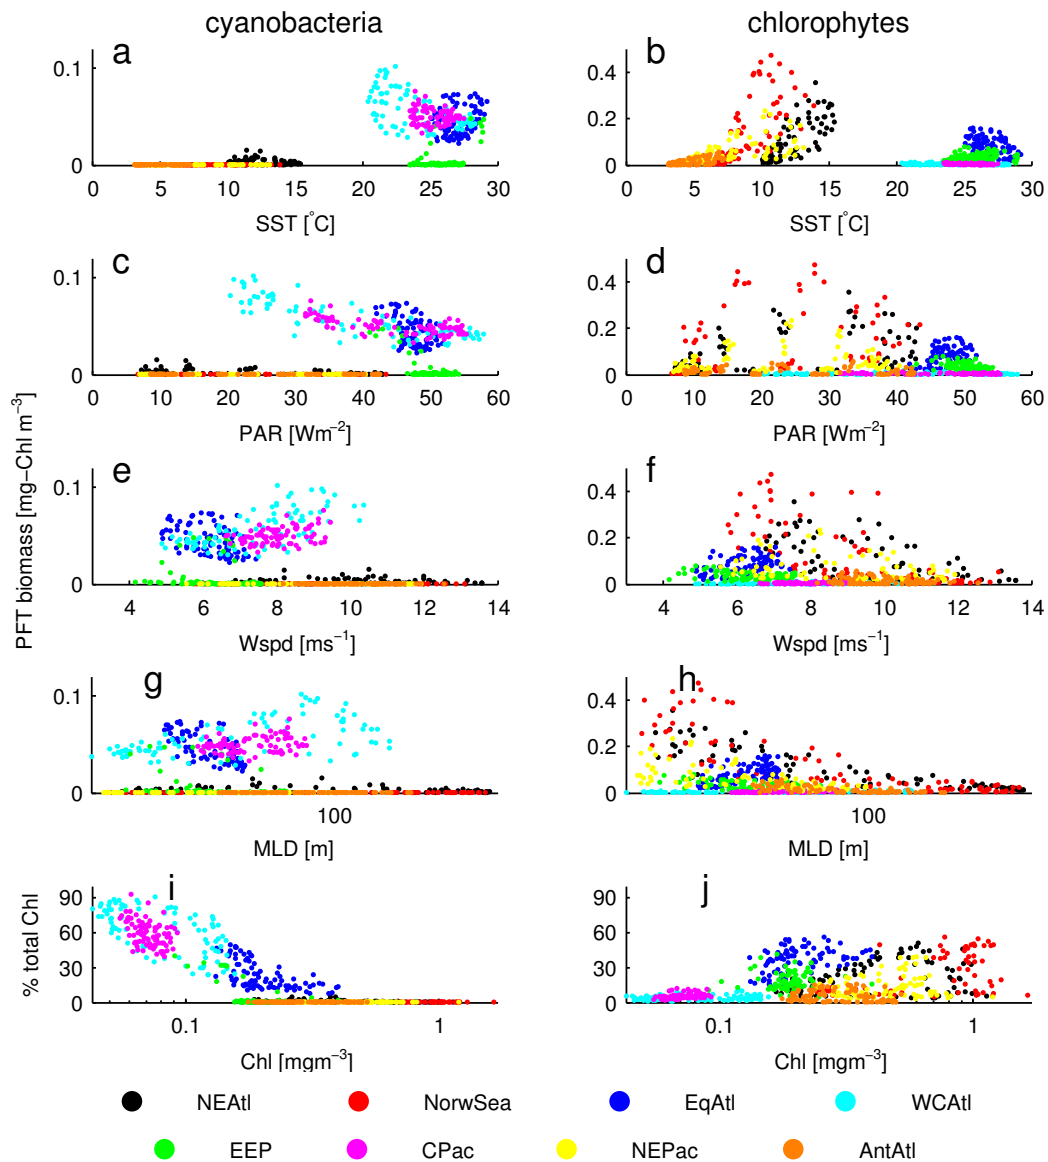 cyanobacteria chlorophytes
a b
0.1 0.4
0.2
0 0
0 5 10 15 20 25 30 0 5 10 15 20 25 30
SST [°C] SST [°C]
c d
0.1 0.4
0.2
0 0
0 10 20 30 40 50 60 0 10 20 30 40 50 60
PAR [Wm−2] PAR [Wm−2]
PFT biomass [mg−Chl m−3]
e f
0.1 0.4
0.2
0 0
4 6 8 10 12 14 4 6 8 10 12 14
Wspd [ms−1] Wspd [ms−1]
g h
0.1 0.4
0.2
0 0
100 100
MLD [m] MLD [m]
i j
% total Chl
90 90
60 60
30 30
0 0
0.1 1 0.1 1
Chl [mgm−3] Chl [mgm−3]
NEAtl NorwSea EqAtl WCAtl
EEP CPac NEPac AntAtl